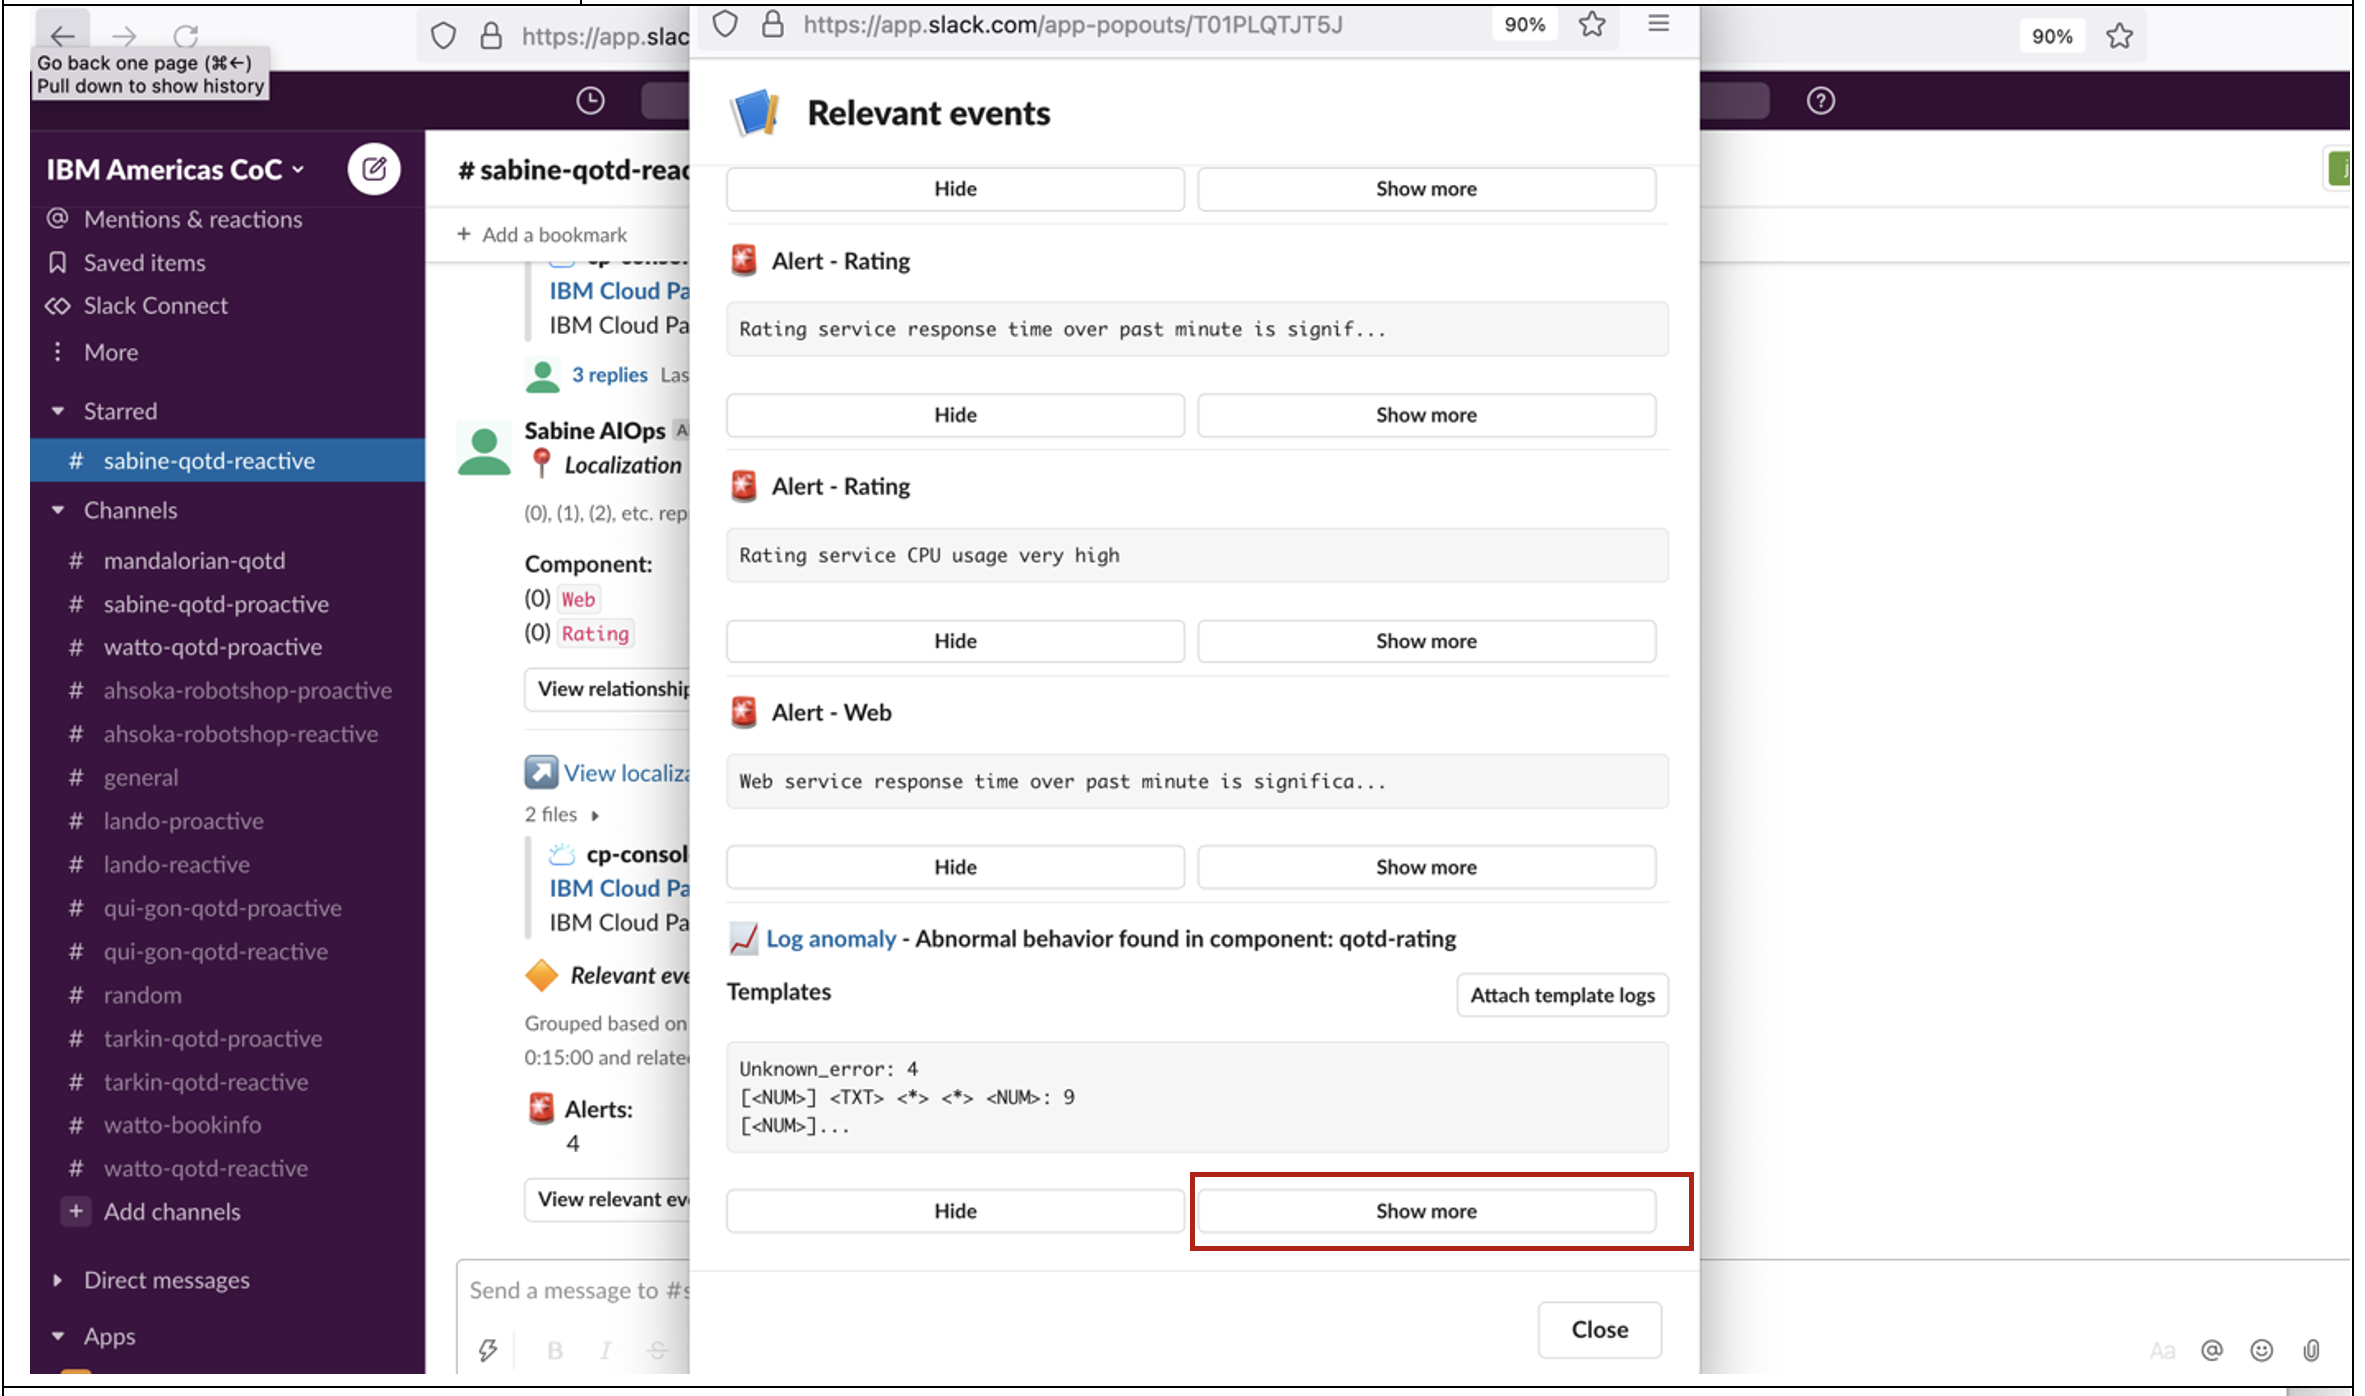 https://app.slac
https://app.slack.com/app-popouts/T01PLQTJT5J
90%
90%
Go back one page (⌘←)
Pull down to show history
IBM Americas CoC
Mentions & reactions
Saved items
Slack Connect
More
Starred
# sabine-qotd-reactive
Channels
# mandalorian-qotd
# sabine-qotd-proactive
# watto-qotd-proactive
# ahsoka-robotshop-proactive
# ahsoka-robotshop-reactive
# general
# lando-proactive
# lando-reactive
# qui-gon-qotd-proactive
# qui-gon-qotd-reactive
# random
# tarkin-qotd-proactive
# tarkin-qotd-reactive
# watto-bookinfo
# watto-qotd-reactive
+ Add channels
Direct messages
Apps
# sabine-qotd-reac
+ Add a bookmark
cp-consol
IBM Cloud Pa
IBM Cloud Pa
3 replies Las
Sabine AIOps A
Localization
(0), (1), (2), etc. rep
Component:
(0) Web
(0) Rating
View relationship
View localiza
2 files
cp-consol
IBM Cloud Pa
IBM Cloud Pa
Relevant eve
Grouped based on
0:15:00 and relate
Alerts:
4
View relevant eve
Send a message to #s
B I S
Relevant events
Hide
Show more
Alert - Rating
Rating service response time over past minute is signif...
Hide
Show more
Alert - Rating
Rating service CPU usage very high
Hide
Show more
Alert - Web
Web service response time over past minute is significa...
Hide
Show more
Log anomaly - Abnormal behavior found in component: qotd-rating
Templates
Attach template logs
Unknown_error: 4
[<NUM>] <TXT> <*> <*> <NUM>: 9
[<NUM>]...
Hide
Show more
Close
j
Aa @